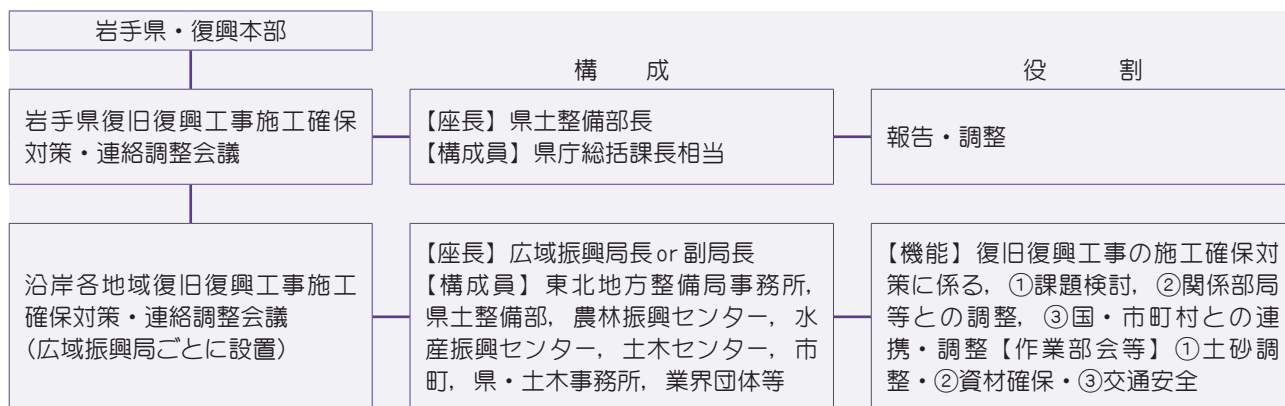 岩手県・復興本部
構 成
役 割
岩手県復旧復興工事施工確保
対策・連絡調整会議
【座長】県土整備部長
【構成員】県庁総括課長相当
報告・調整
沿岸各地域復旧復興工事施工
確保対策・連絡調整会議
（広域振興局ごとに設置）
【座長】広域振興局長 or 副局長
【構成員】東北地方整備局事務所，
県土整備部，農林振興センター，水
産振興センター，土木センター，市
町，県・土木事務所，業界団体等
【機能】復旧復興工事の施工確保対
策に係る，①課題検討，②関係部局
等との調整，③国・市町村との連
携・調整【作業部会等】①土砂調
整・②資材確保・③交通安全